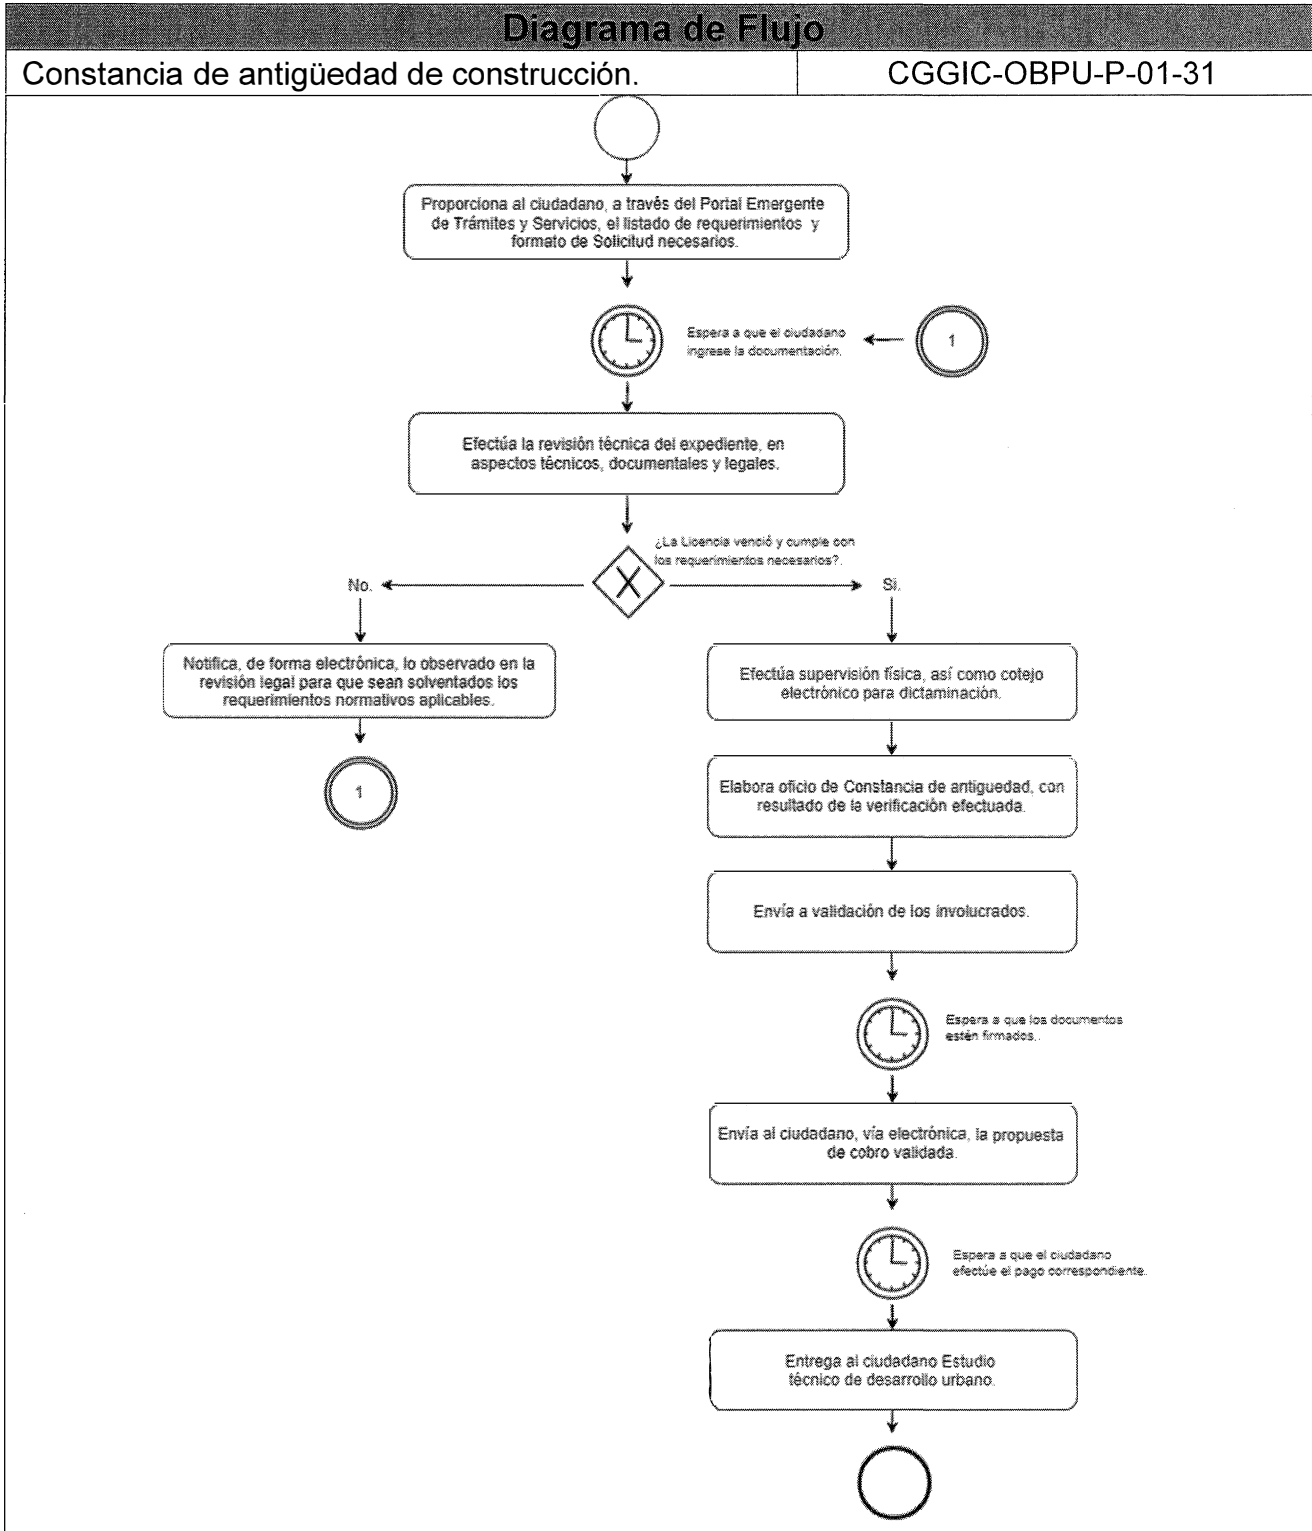 Diagrama de Flujo
Constancia de antigüedad de construcción.
CGGIC-OBPU-P-01-31
Proporciona al ciudadano, a través del Portal Emergente
de Trámites y Servicios, el listado de requerimientos y
formato de Solicitud necesarios.
Espera a que el ciudadano
ingrese la documentación.
1
Efectúa la revisión técnica del expediente, en
aspectos técnicos, documentales y legales.
¿La Licencia venció y cumple con
los requerimientos necesarios?.
No.
Si.
Notifica, de forma electrónica, lo observado en la
revisión legal para que sean solventados los
requerimientos normativos aplicables.
1
Efectúa supervisión física, así como cotejo
electrónico para dictaminación.
Elabora oficio de Constancia de antiguedad, con
resultado de la verificación efectuada.
Envía a validación de los involucrados.
Espera a que los documentos
estén firmados..
Envía al ciudadano, vía electrónica, la propuesta
de cobro validada.
Espera a que el ciudadano
efectúe el pago correspondiente.
Entrega al ciudadano Estudio
técnico de desarrollo urbano.